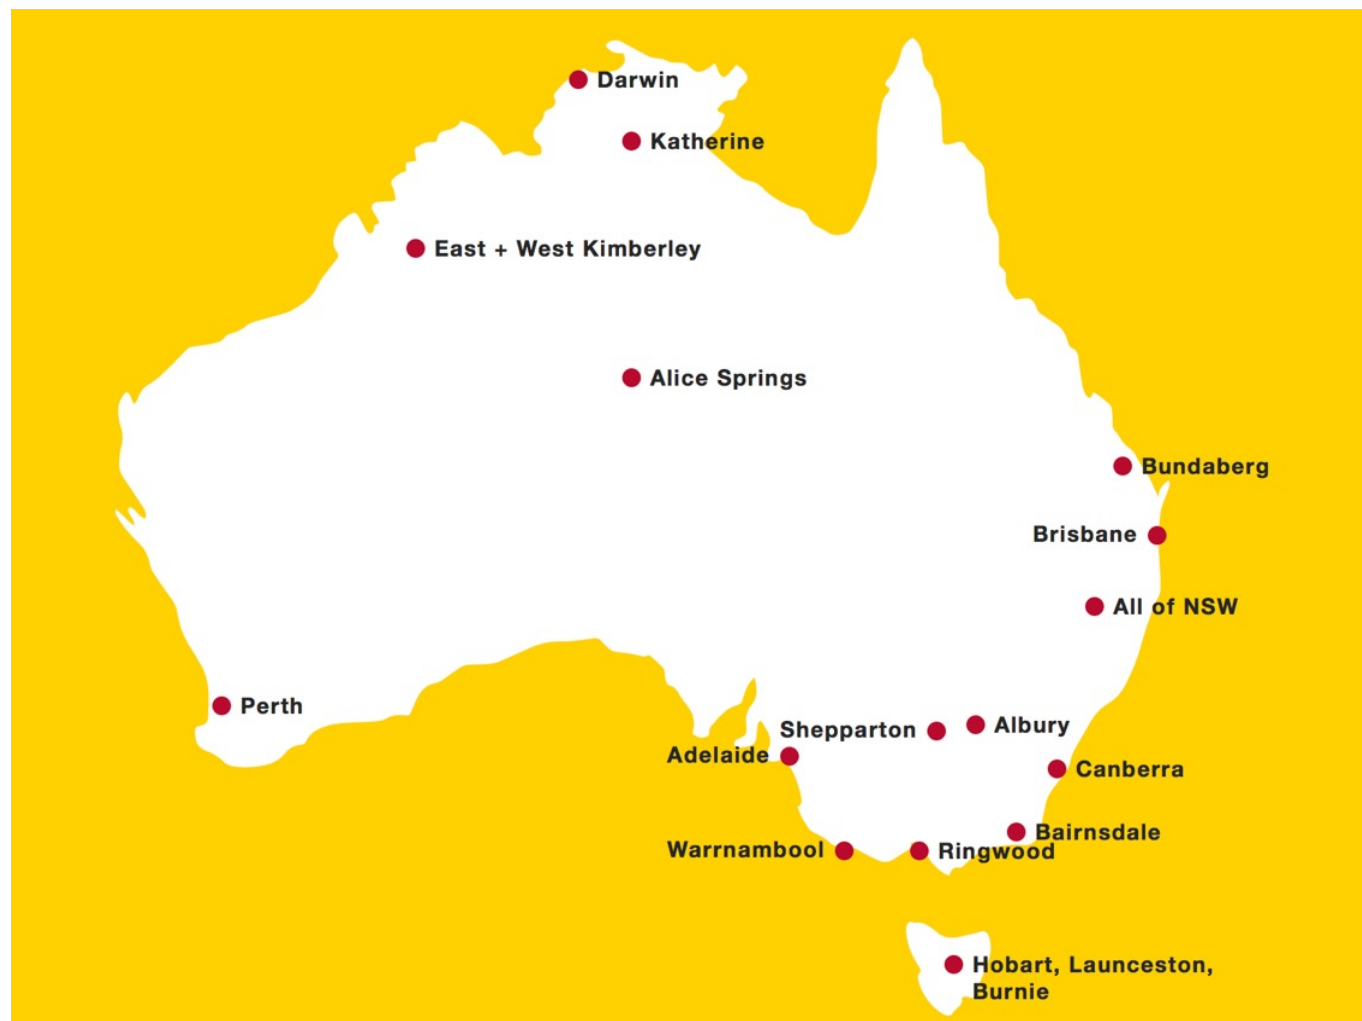 Darwin
Katherine
East + West Kimberley
Alice Springs
Bundaberg
Brisbane
All of NSW
Perth
Shepparton
Albury
Adelaide
Canberra
Bairnsdale
Warrnambool
Ringwood
Hobart, Launceston,
Burnie